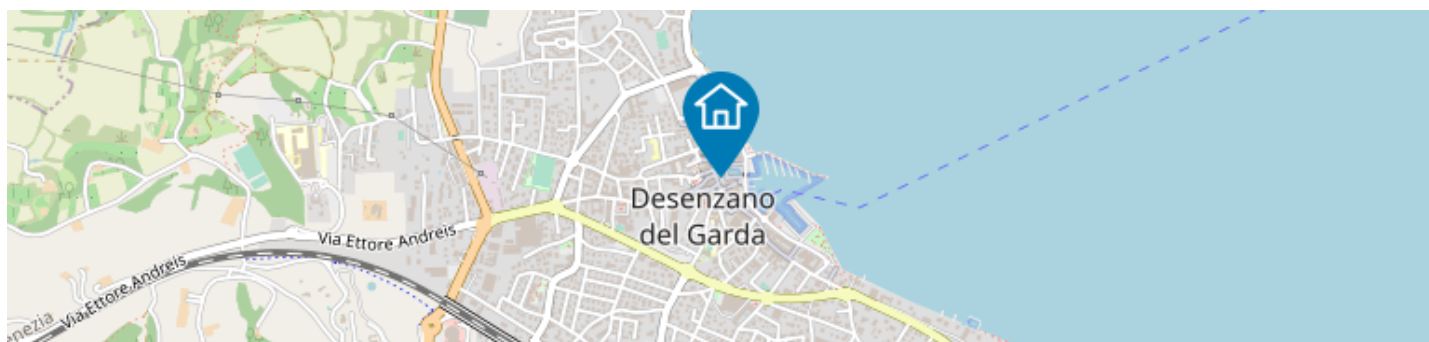 Desenzano
del Garda
Via Ettore Andreis
Via Ettore Andreis
enezia